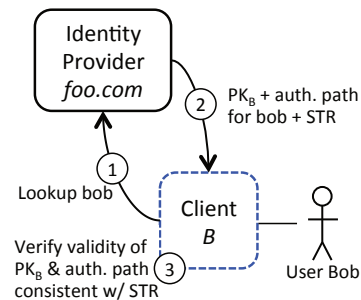 Identity
Provider
foo.com
2
PK_B + auth. path
for bob + STR
1
Lookup bob
Client
B
Verify validity of
PK_B & auth. path
consistent w/ STR
3
User Bob